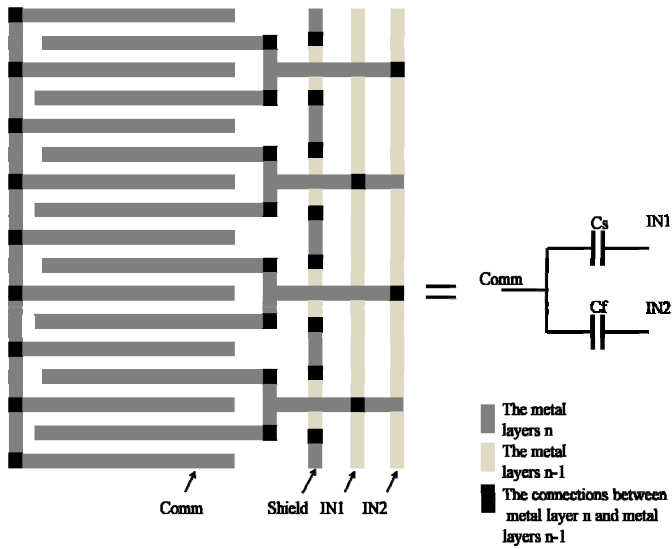 Cs
IN1
Comm
Cf
IN2
The metal
layers n
The metal
layers n-1
The connections between
metal layer n and metal
layers n-1
Comm
Shield IN1 IN2